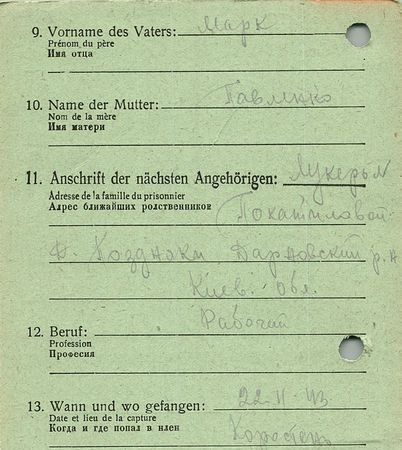 9. Vorname des Vaters: Марк
Prénom du père
Имя отца
10. Name der Mutter: Павленко
Nom de la mère
Имя матери
11. Anschrift der nächsten Angehörigen:
Adresse de la famille du prisonnier
Адрес ближайших родственников
Киев. обл.
Рабочий
12. Beruf:
Profession
Професия
13. Wann und wo gefangen: 22·11·43
Date et lieu de la capture
Когда и где попал в плен Коростень